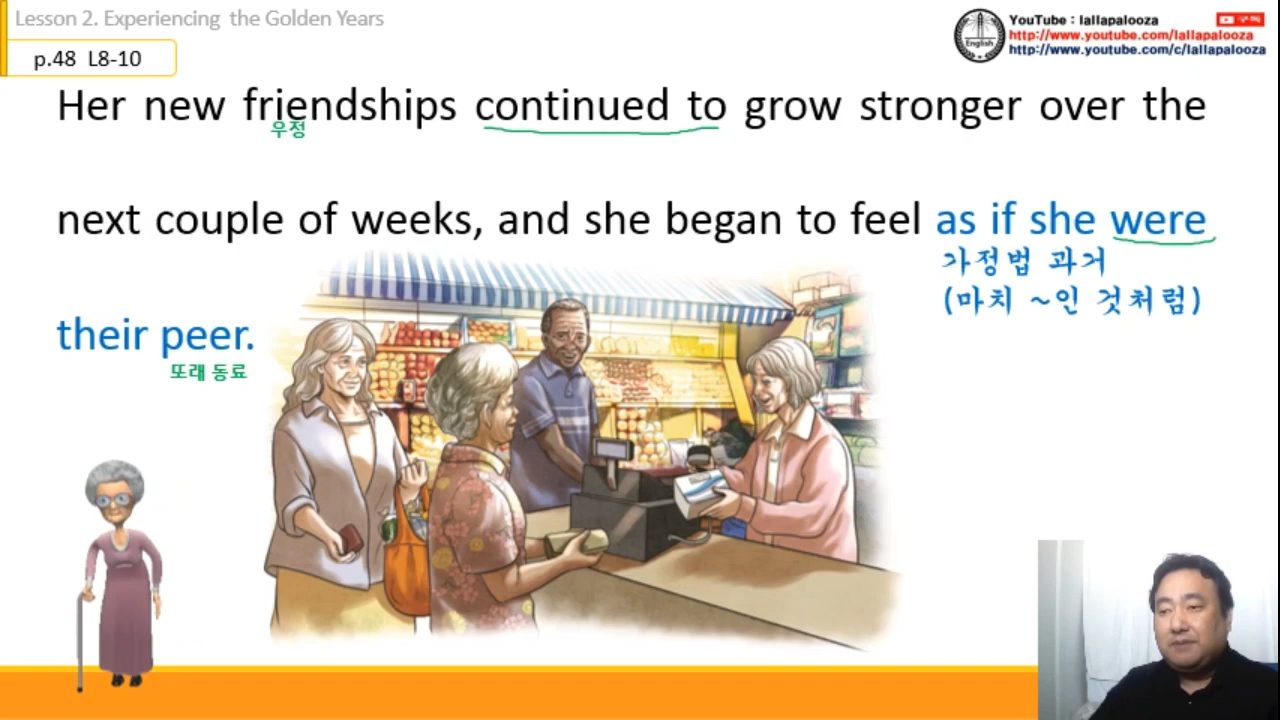 Lesson 2. Experiencing the Golden Years
YouTube : lallapalooza
구독
http://www.youtube.com/lallapalooza
http://www.youtube.com/c/lallapalooza
English
p.48 L8-10
Her new friendships continued to grow stronger over the
우정
next couple of weeks, and she began to feel as if she were
가정법 과거
(마치 ~인 것처럼)
their peer.
또래 동료